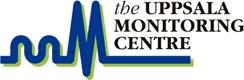 the UPPSALA
MONITORING
CENTRE